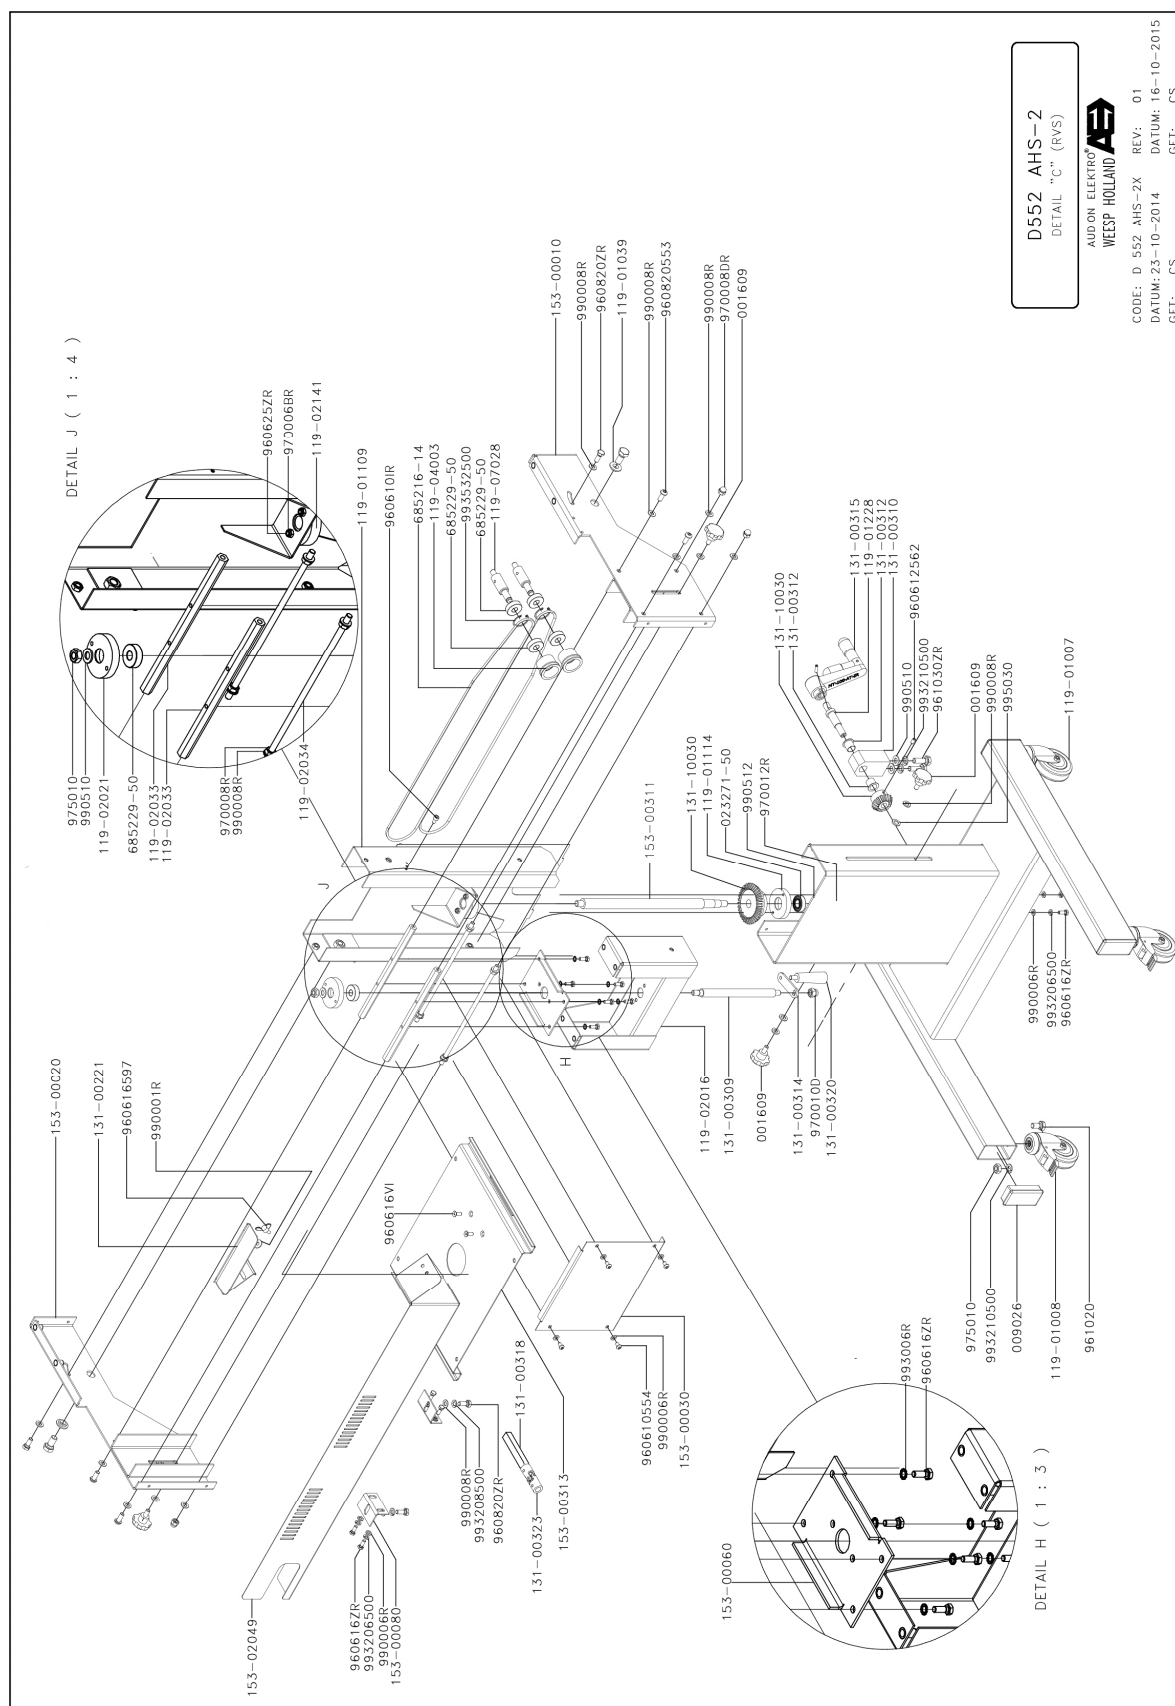 D552 AHS-2
DETAIL "C" (RVS)
AUDON ELEKTRO®
WEESP HOLLAND AE
CODE: D 552 AHS-2X REV: 01
DATUM: 23-10-2014 DATUM: 16-10-2015
GET: CS GET: CS
DETAIL J ( 1 : 4 )
975010
990510
119-02021
685229-50
119-02033
119-02033
970008R
990008R
119-02034
960625ZR
970006BR
119-02141
119-01109
960610IR
685216-14
119-04003
685229-50
993532500
685229-50
119-07028
153-00010
990008R
960820ZR
119-01039
990008R
960820553
990008R
970008DR
001609
J
153-00020
131-00221
960616597
990001R
153-00311
131-10030
119-01114
023271-50
990512
970012R
131-10030
131-00312
131-00315
119-01228
131-00312
131-00310
960612562
990510
993210500
961030ZR
001609
990008R
995030
119-01007
990006R
993206500
960616ZR
H
119-02016
131-00309
001609
131-00314
970010D
131-00320
960616VI
975010
993210500
009026
119-01008
961020
960610554
990006R
153-00030
153-00313
131-00318
131-00323
990008R
993208500
960820ZR
153-02049
960616ZR
993206500
990006R
153-00080
153-00060
993006R
960616ZR
DETAIL H ( 1 : 3 )